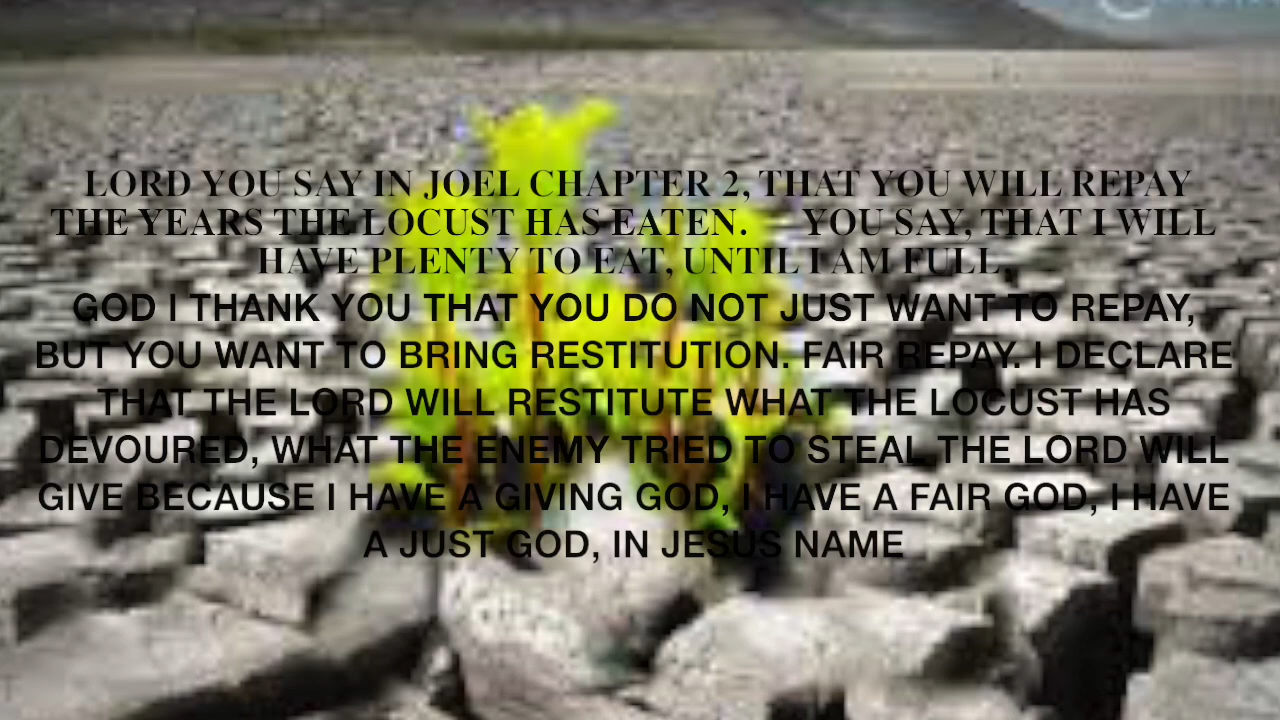 LORD YOU SAY IN JOEL CHAPTER 2, THAT YOU WILL REPAY
THE YEARS THE LOCUST HAS EATEN. YOU SAY, THAT I WILL
HAVE PLENTY TO EAT, UNTIL I AM FULL.
GOD I THANK YOU THAT YOU DO NOT JUST WANT TO REPAY,
BUT YOU WANT TO BRING RESTITUTION. FAIR REPAY. I DECLARE
THAT THE LORD WILL RESTITUTE WHAT THE LOCUST HAS
DEVOURED, WHAT THE ENEMY TRIED TO STEAL THE LORD WILL
GIVE BECAUSE I HAVE A GIVING GOD, I HAVE A FAIR GOD, I HAVE
A JUST GOD, IN JESUS NAME